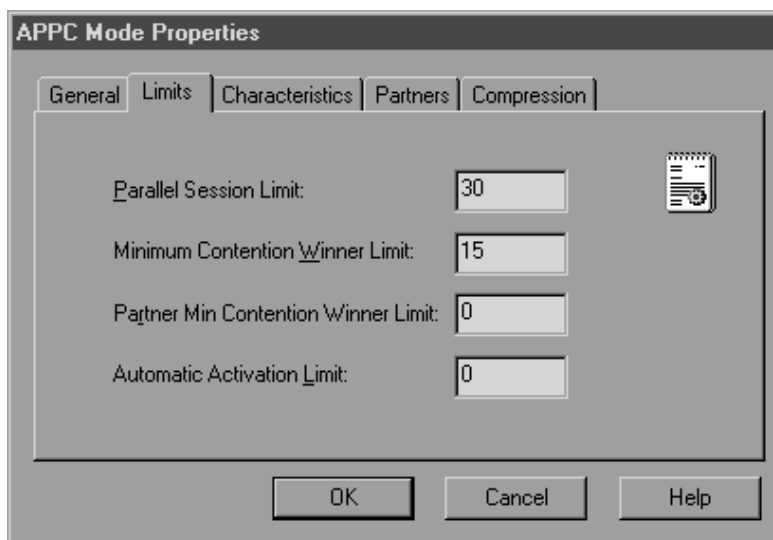 APPC Mode Properties
General Limits Characteristics Partners Compression
Parallel Session Limit: 30
Minimum Contention Winner Limit: 15
Partner Min Contention Winner Limit: 0
Automatic Activation Limit: 0
OK Cancel Help